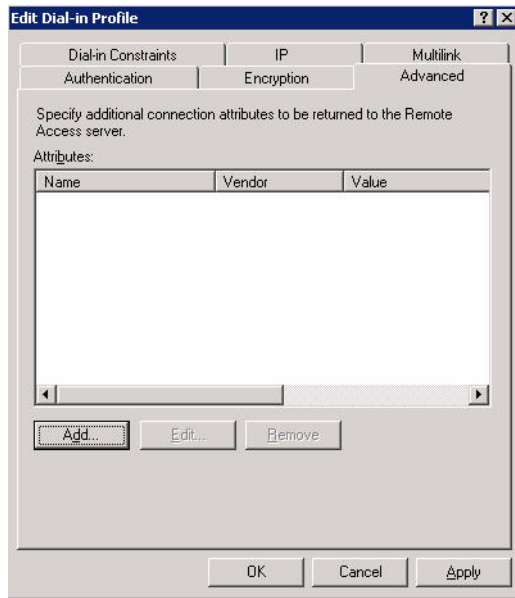 Edit Dial-in Profile
Dial-in Constraints IP Multilink
Authentication Encryption Advanced
Specify additional connection attributes to be returned to the Remote
Access server.
Attributes:
Name Vendor Value
Add... Edit... Remove
OK Cancel Apply